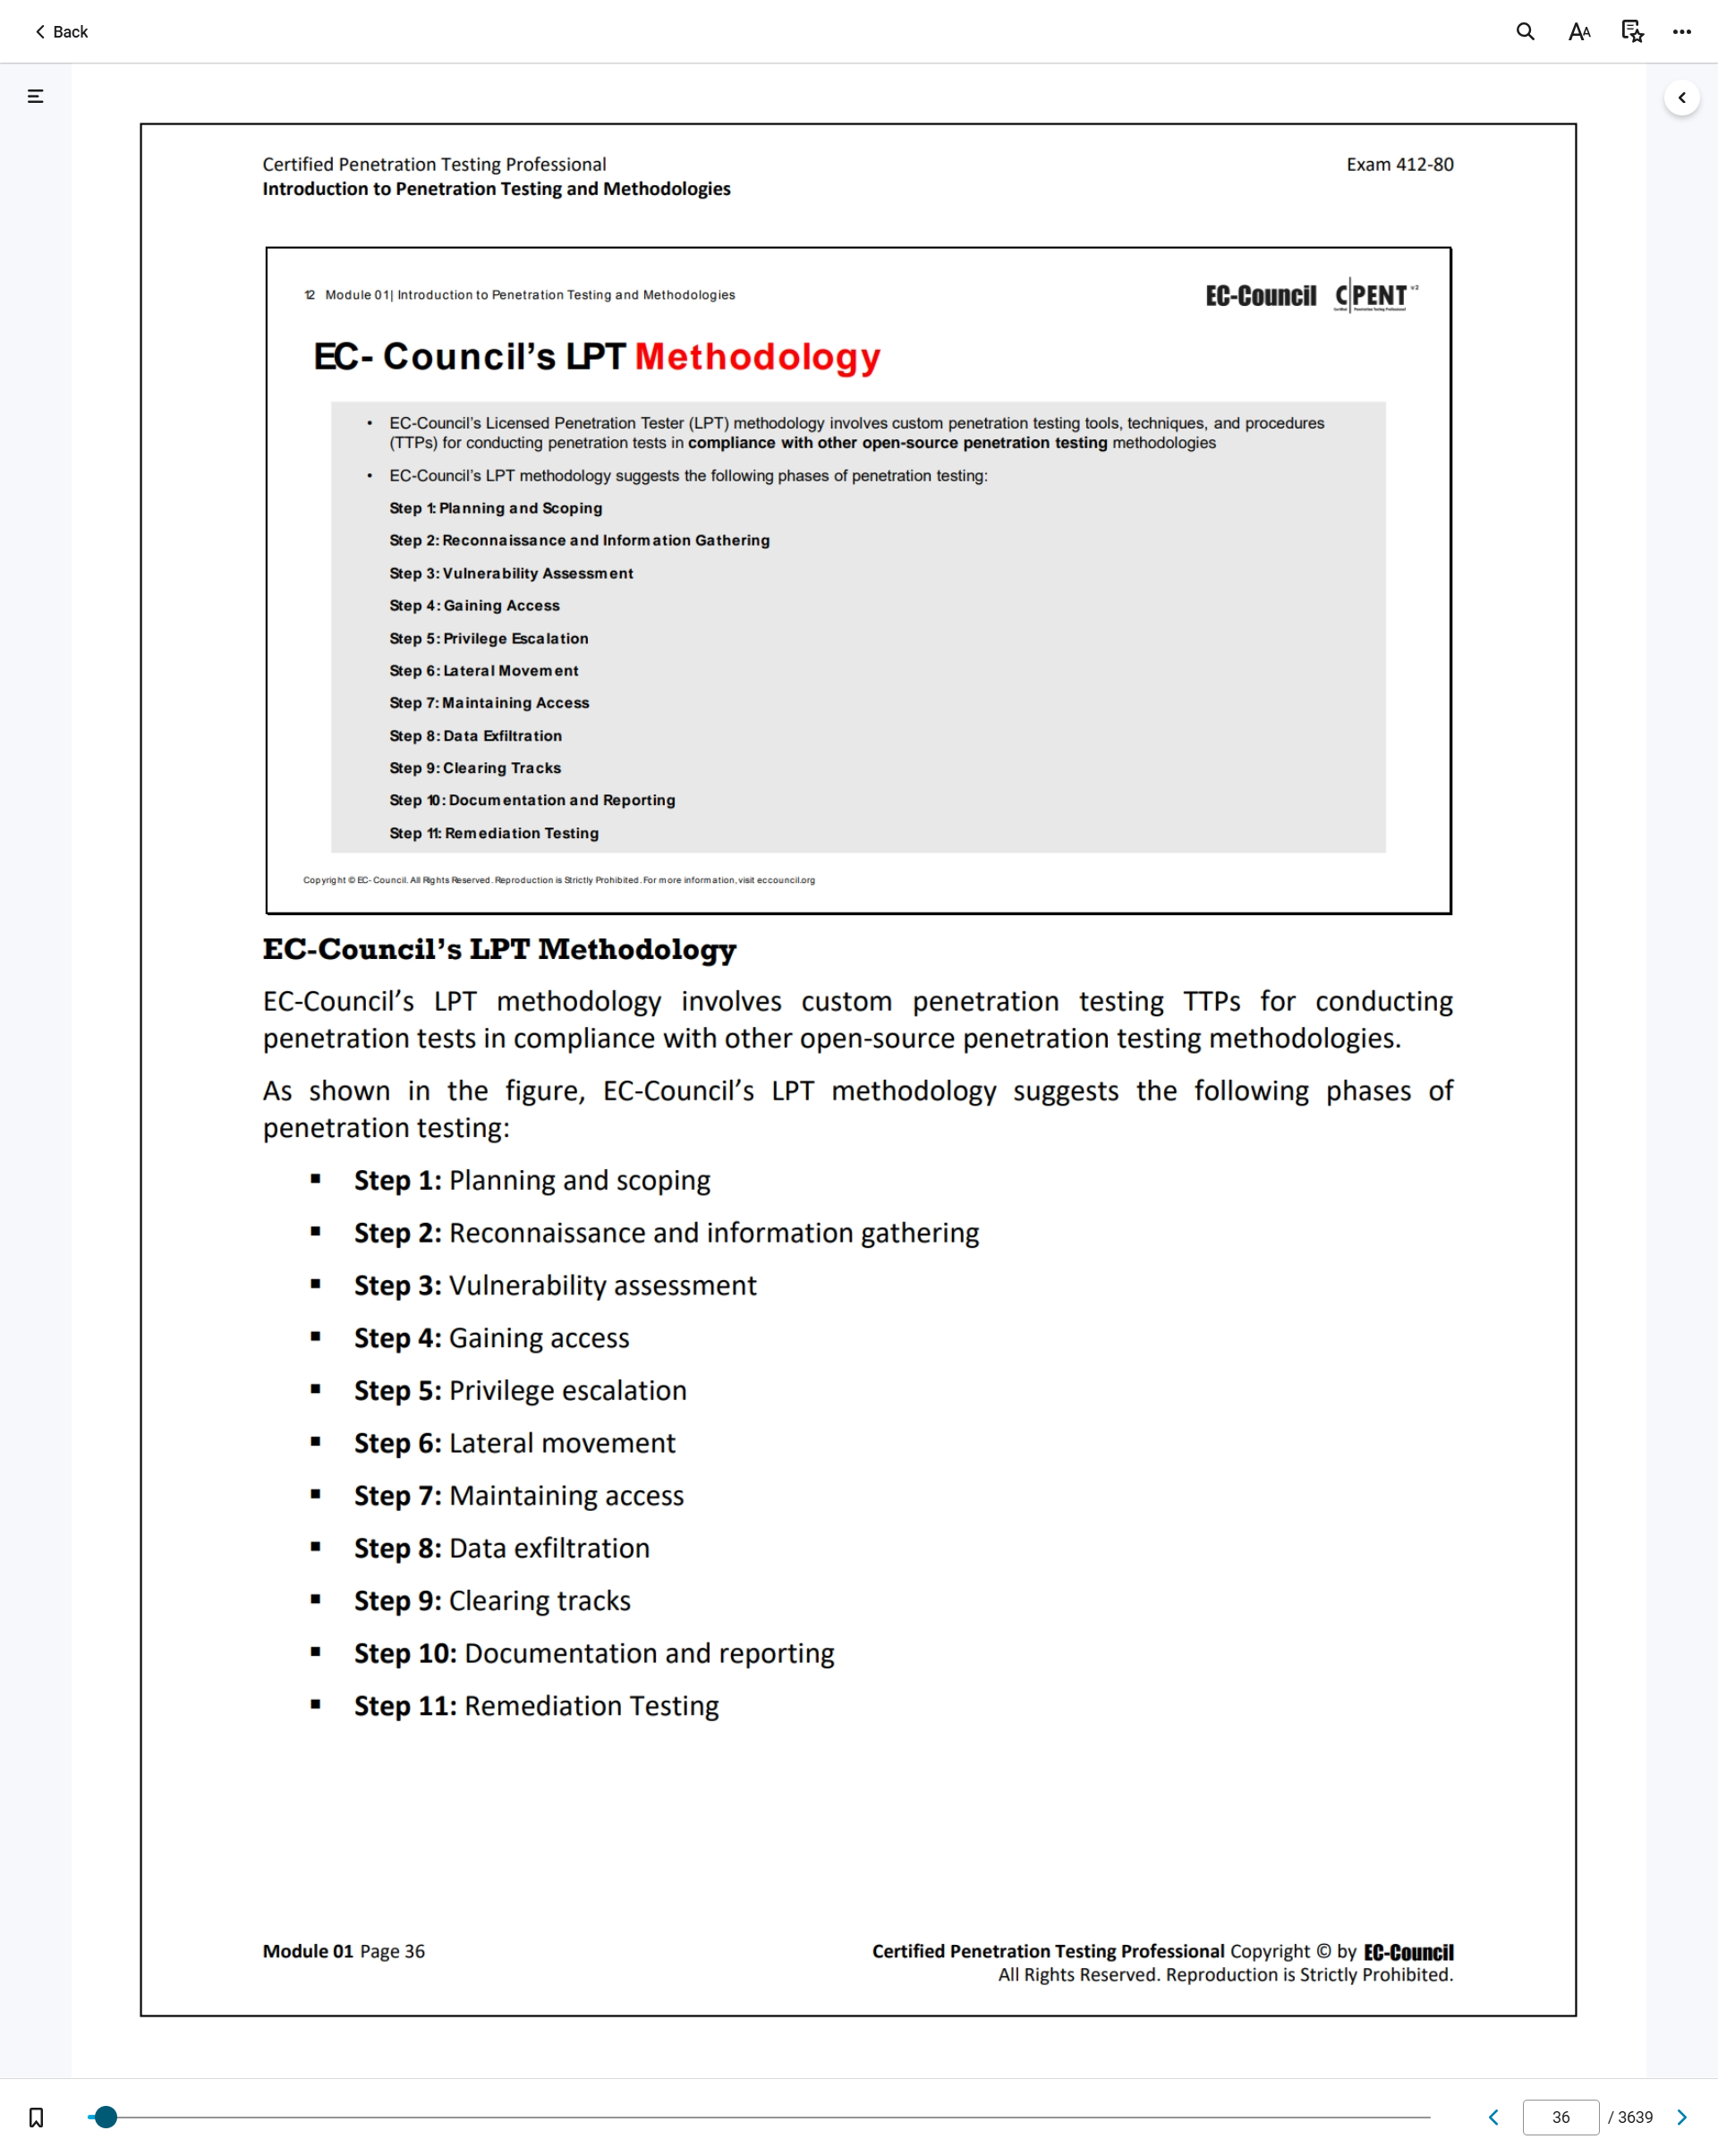 Back
Certified Penetration Testing Professional
Exam 412-80
Introduction to Penetration Testing and Methodologies
12 Module 01| Introduction to Penetration Testing and Methodologies
EC-Council C|PENT v2
EC- Council’s LPT Methodology
• EC-Council’s Licensed Penetration Tester (LPT) methodology involves custom penetration testing tools, techniques, and procedures
(TTPs) for conducting penetration tests in compliance with other open-source penetration testing methodologies
• EC-Council’s LPT methodology suggests the following phases of penetration testing:
Step 1: Planning and Scoping
Step 2: Reconnaissance and Information Gathering
Step 3: Vulnerability Assessment
Step 4: Gaining Access
Step 5: Privilege Escalation
Step 6: Lateral Movement
Step 7: Maintaining Access
Step 8: Data Exfiltration
Step 9: Clearing Tracks
Step 10: Documentation and Reporting
Step 11: Remediation Testing
Copyright © EC- Council. All Rights Reserved. Reproduction is Strictly Prohibited. For more information, visit eccouncil.org
EC-Council’s LPT Methodology
EC-Council’s LPT methodology involves custom penetration testing TTPs for conducting
penetration tests in compliance with other open-source penetration testing methodologies.
As shown in the figure, EC-Council’s LPT methodology suggests the following phases of
penetration testing:
▪ Step 1: Planning and scoping
▪ Step 2: Reconnaissance and information gathering
▪ Step 3: Vulnerability assessment
▪ Step 4: Gaining access
▪ Step 5: Privilege escalation
▪ Step 6: Lateral movement
▪ Step 7: Maintaining access
▪ Step 8: Data exfiltration
▪ Step 9: Clearing tracks
▪ Step 10: Documentation and reporting
▪ Step 11: Remediation Testing
Module 01 Page 36
Certified Penetration Testing Professional Copyright © by EC-Council
All Rights Reserved. Reproduction is Strictly Prohibited.
36 / 3639